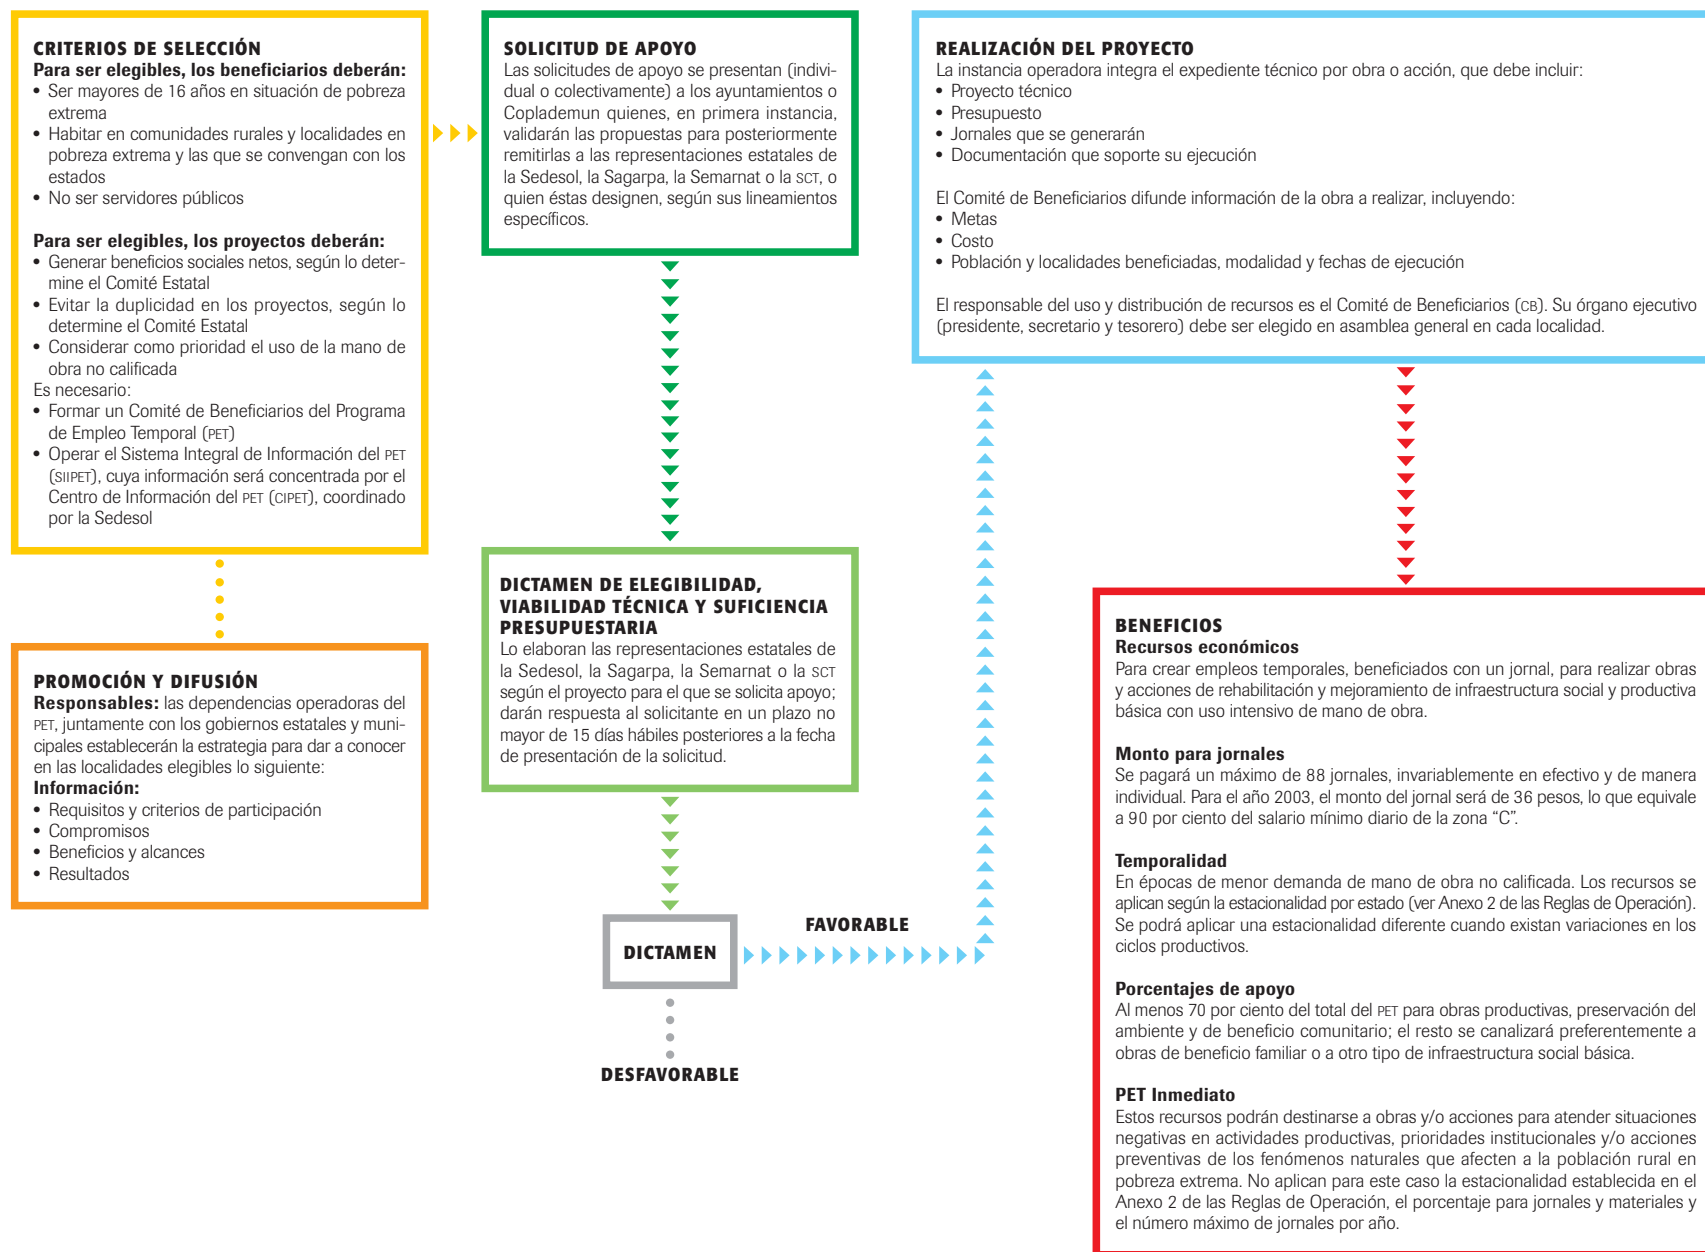 CRITERIOS DE SELECCIÓN
Para ser elegibles, los beneficiarios deberán:
• Ser mayores de 16 años en situación de pobreza
extrema
• Habitar en comunidades rurales y localidades en
pobreza extrema y las que se convengan con los
estados
• No ser servidores públicos
Para ser elegibles, los proyectos deberán:
• Generar beneficios sociales netos, según lo deter-
mine el Comité Estatal
• Evitar la duplicidad en los proyectos, según lo
determine el Comité Estatal
• Considerar como prioridad el uso de la mano de
obra no calificada
Es necesario:
• Formar un Comité de Beneficiarios del Programa
de Empleo Temporal (PET)
• Operar el Sistema Integral de Información del PET
(SIIPET), cuya información será concentrada por el
Centro de Información del PET (CIPET), coordinado
por la Sedesol
PROMOCIÓN Y DIFUSIÓN
Responsables: las dependencias operadoras del
PET, juntamente con los gobiernos estatales y muni-
cipales establecerán la estrategia para dar a conocer
en las localidades elegibles lo siguiente:
Información:
• Requisitos y criterios de participación
• Compromisos
• Beneficios y alcances
• Resultados
SOLICITUD DE APOYO
Las solicitudes de apoyo se presentan (indivi-
dual o colectivamente) a los ayuntamientos o
Coplademun quienes, en primera instancia,
validarán las propuestas para posteriormente
remitirlas a las representaciones estatales de
la Sedesol, la Sagarpa, la Semarnat o la SCT, o
quien éstas designen, según sus lineamientos
específicos.
DICTAMEN DE ELEGIBILIDAD,
VIABILIDAD TÉCNICA Y SUFICIENCIA
PRESUPUESTARIA
Lo elaboran las representaciones estatales de
la Sedesol, la Sagarpa, la Semarnat o la SCT
según el proyecto para el que se solicita apoyo;
darán respuesta al solicitante en un plazo no
mayor de 15 días hábiles posteriores a la fecha
de presentación de la solicitud.
DICTAMEN
FAVORABLE
DESFAVORABLE
REALIZACIÓN DEL PROYECTO
La instancia operadora integra el expediente técnico por obra o acción, que debe incluir:
• Proyecto técnico
• Presupuesto
• Jornales que se generarán
• Documentación que soporte su ejecución
El Comité de Beneficiarios difunde información de la obra a realizar, incluyendo:
• Metas
• Costo
• Población y localidades beneficiadas, modalidad y fechas de ejecución
El responsable del uso y distribución de recursos es el Comité de Beneficiarios (CB). Su órgano ejecutivo
(presidente, secretario y tesorero) debe ser elegido en asamblea general en cada localidad.
BENEFICIOS
Recursos económicos
Para crear empleos temporales, beneficiados con un jornal, para realizar obras
y acciones de rehabilitación y mejoramiento de infraestructura social y productiva
básica con uso intensivo de mano de obra.
Monto para jornales
Se pagará un máximo de 88 jornales, invariablemente en efectivo y de manera
individual. Para el año 2003, el monto del jornal será de 36 pesos, lo que equivale
a 90 por ciento del salario mínimo diario de la zona “C”.
Temporalidad
En épocas de menor demanda de mano de obra no calificada. Los recursos se
aplican según la estacionalidad por estado (ver Anexo 2 de las Reglas de Operación).
Se podrá aplicar una estacionalidad diferente cuando existan variaciones en los
ciclos productivos.
Porcentajes de apoyo
Al menos 70 por ciento del total del PET para obras productivas, preservación del
ambiente y de beneficio comunitario; el resto se canalizará preferentemente a
obras de beneficio familiar o a otro tipo de infraestructura social básica.
PET Inmediato
Estos recursos podrán destinarse a obras y/o acciones para atender situaciones
negativas en actividades productivas, prioridades institucionales y/o acciones
preventivas de los fenómenos naturales que afecten a la población rural en
pobreza extrema. No aplican para este caso la estacionalidad establecida en el
Anexo 2 de las Reglas de Operación, el porcentaje para jornales y materiales y
el número máximo de jornales por año.